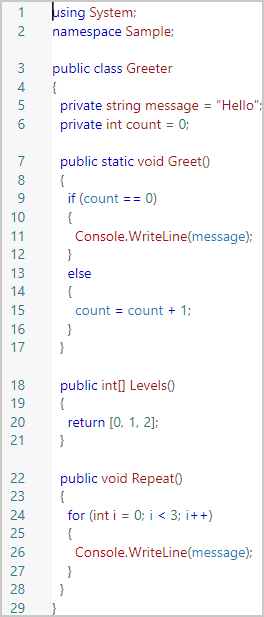 1 using System;
2 namespace Sample;
3 public class Greeter
4 {
5 private string message = "Hello";
6 private int count = 0;
7 public static void Greet()
8 {
9 if (count == 0)
10 {
11 Console.WriteLine(message);
12 }
13 else
14 {
15 count = count + 1;
16 }
17 }
18 public int[] Levels()
19 {
20 return [0, 1, 2];
21 }
22 public void Repeat()
23 {
24 for (int i = 0; i < 3; i++)
25 {
26 Console.WriteLine(message);
27 }
28 }
29 }